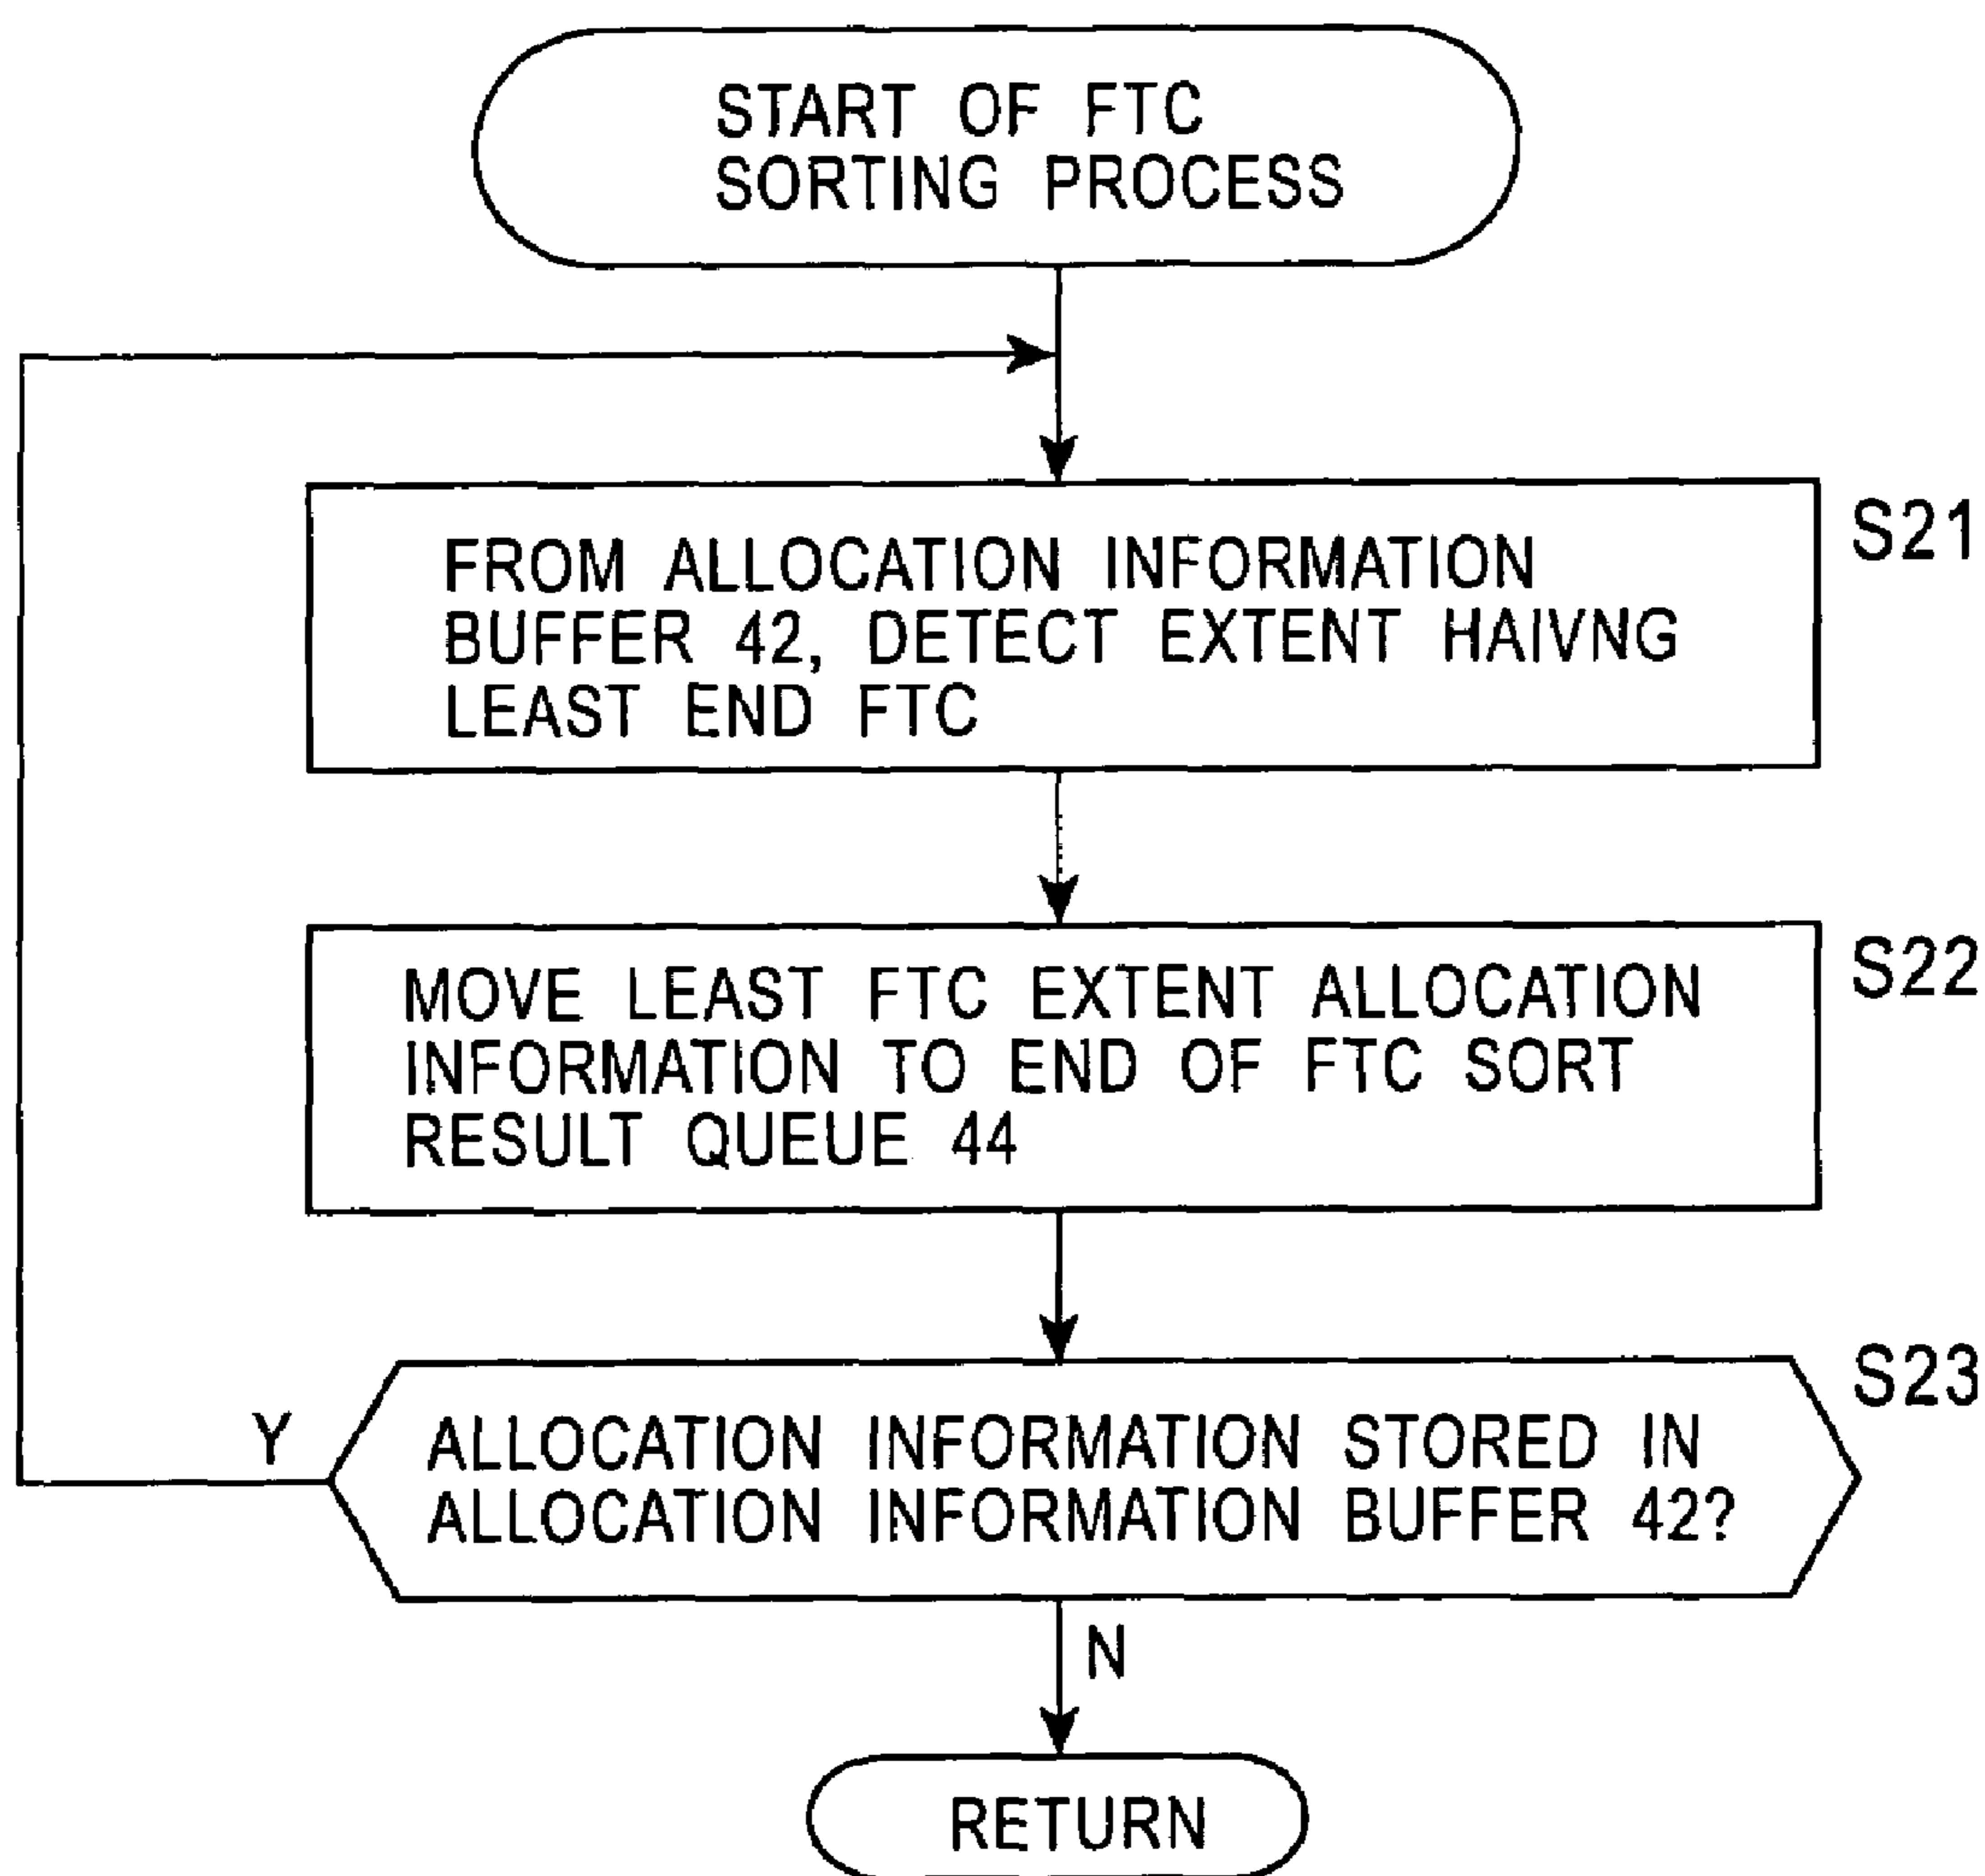 START OF FTC
SORTING PROCESS
S21
FROM ALLOCATION INFORMATION
BUFFER 42, DETECT EXTENT HAIVNG
LEAST END FTC
S22
MOVE LEAST FTC EXTENT ALLOCATION
INFORMATION TO END OF FTC SORT
RESULT QUEUE 44
S23
Y
ALLOCATION INFORMATION STORED IN
ALLOCATION INFORMATION BUFFER 42?
N
RETURN